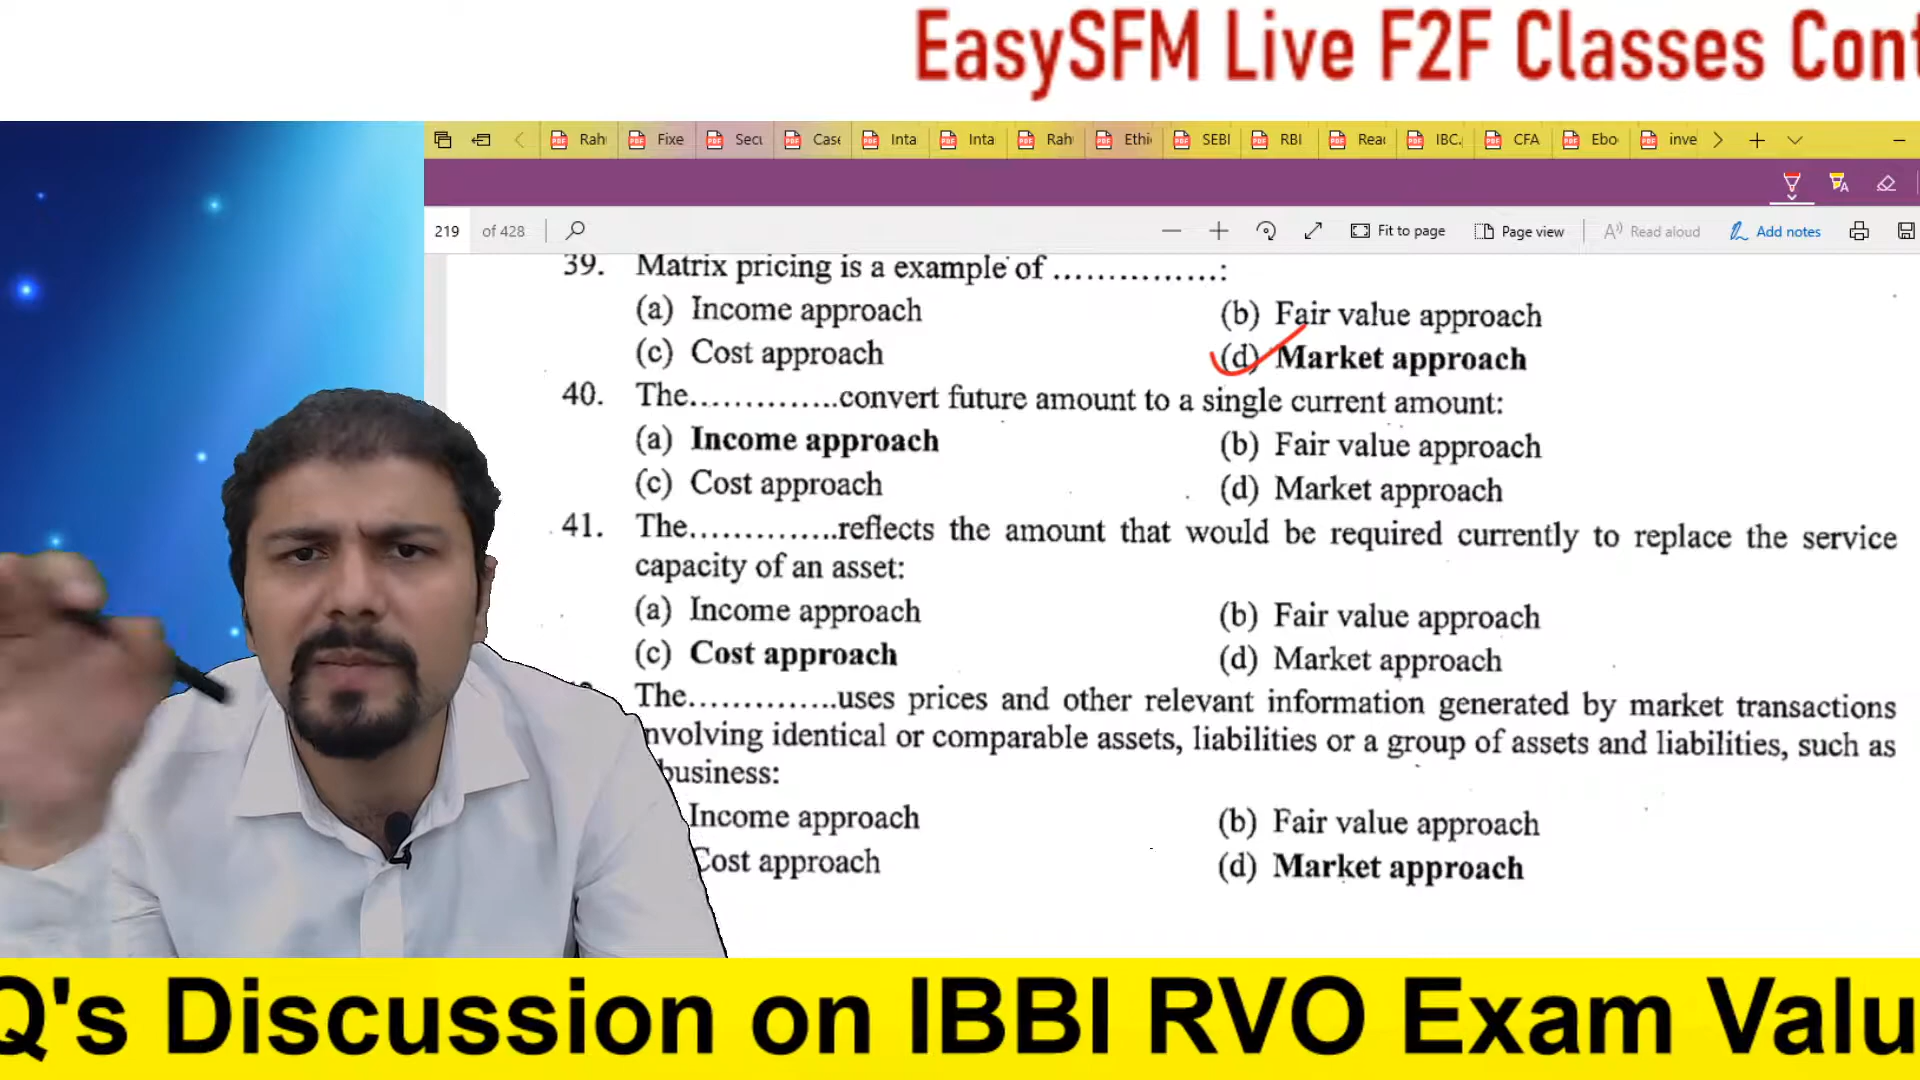 EasySFM Live F2F Classes Cont
Rah Fixe Secu Case Inta Inta Rah Ethi SEBI RBI Reac IBC. CFA Ebo inve
219 of 428 Fit to page Page view Read aloud Add notes
39. Matrix pricing is a example of ................:
(a) Income approach (b) Fair value approach
(c) Cost approach (d) Market approach
40. The..............convert future amount to a single current amount:
(a) Income approach (b) Fair value approach
(c) Cost approach (d) Market approach
41. The..............reflects the amount that would be required currently to replace the service
capacity of an asset:
(a) Income approach (b) Fair value approach
(c) Cost approach (d) Market approach
The..............uses prices and other relevant information generated by market transactions
nvolving identical or comparable assets, liabilities or a group of assets and liabilities, such as
business:
Income approach (b) Fair value approach
Cost approach (d) Market approach
Q's Discussion on IBBI RVO Exam Valu